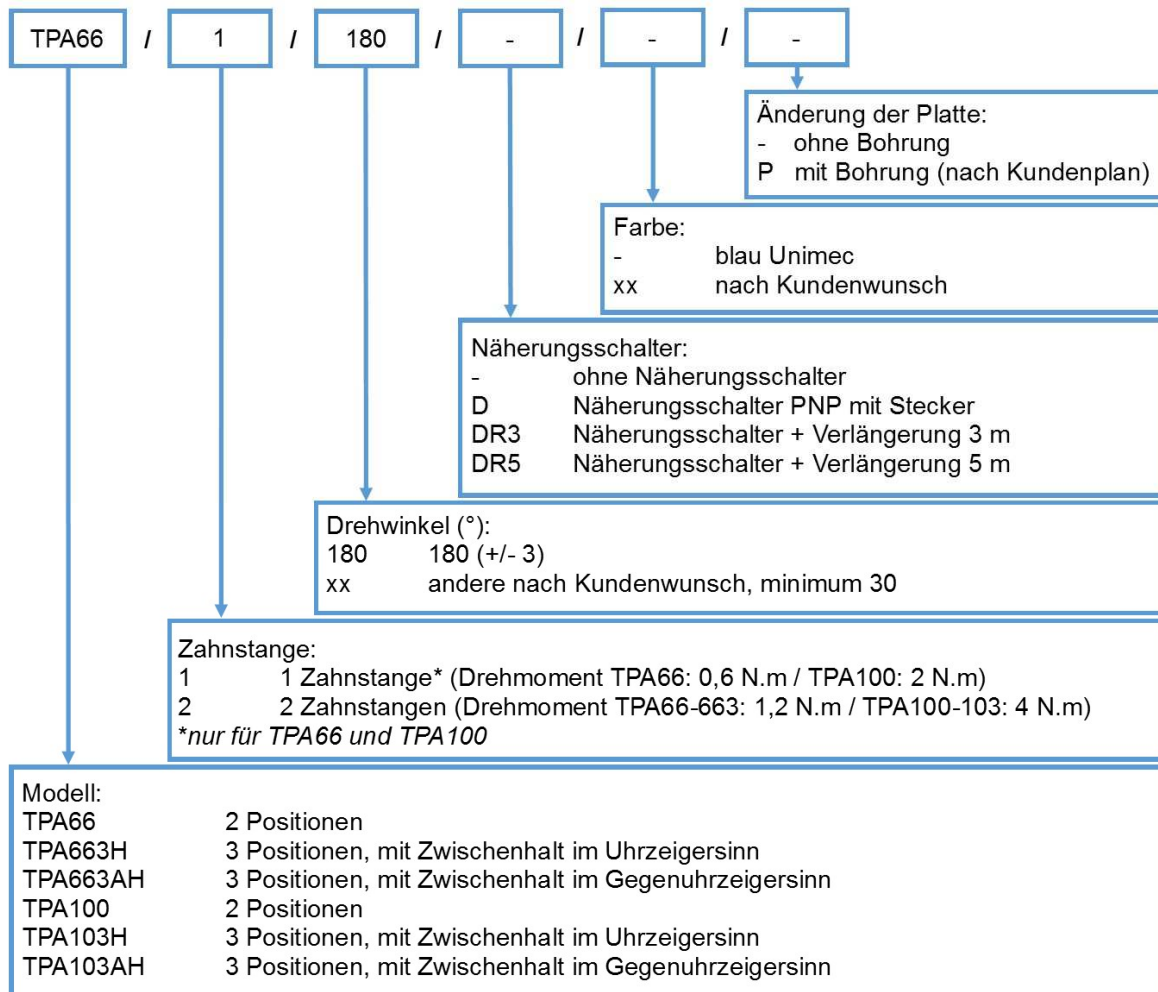 TPA66 / 1 / 180 / - / - / -
Änderung der Platte:
- ohne Bohrung
P mit Bohrung (nach Kundenplan)
Farbe:
- blau Unimec
xx nach Kundenwunsch
Näherungsschalter:
- ohne Näherungsschalter
D Näherungsschalter PNP mit Stecker
DR3 Näherungsschalter + Verlängerung 3 m
DR5 Näherungsschalter + Verlängerung 5 m
Drehwinkel (°):
180 180 (+/- 3)
xx andere nach Kundenwunsch, minimum 30
Zahnstange:
1 1 Zahnstange* (Drehmoment TPA66: 0,6 N.m / TPA100: 2 N.m)
2 2 Zahnstangen (Drehmoment TPA66-663: 1,2 N.m / TPA100-103: 4 N.m)
*nur für TPA66 und TPA100
Modell:
TPA66 2 Positionen
TPA663H 3 Positionen, mit Zwischenhalt im Uhrzeigersinn
TPA663AH 3 Positionen, mit Zwischenhalt im Gegenuhrzeigersinn
TPA100 2 Positionen
TPA103H 3 Positionen, mit Zwischenhalt im Uhrzeigersinn
TPA103AH 3 Positionen, mit Zwischenhalt im Gegenuhrzeigersinn